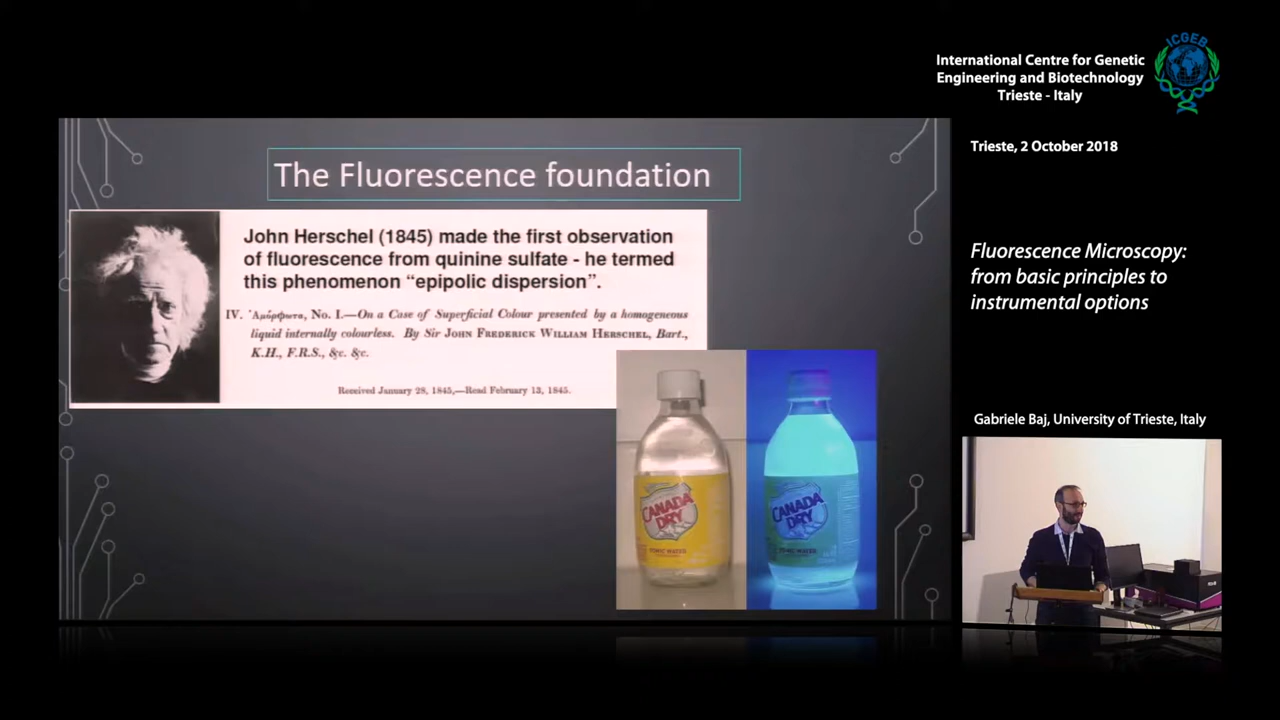 ICGEB
International Centre for Genetic
Engineering and Biotechnology
Trieste - Italy
Trieste, 2 October 2018
The Fluorescence foundation
John Herschel (1845) made the first observation
of fluorescence from quinine sulfate - he termed
this phenomenon “epipolic dispersion”.
IV. Ἀμόρφωτα, No. I.—On a Case of Superficial Colour presented by a homogeneous
liquid internally colourless. By Sir John Frederick William Herschel, Bart.,
K.H., F.R.S., &c. &c.
Received January 28, 1845,—Read February 13, 1845.
CANADA
DRY
TONIC WATER
CANADA
DRY
TONIC WATER
Fluorescence Microscopy:
from basic principles to
instrumental options
Gabriele Baj, University of Trieste, Italy